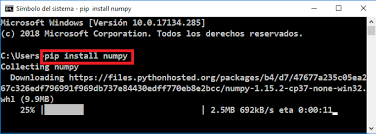 Símbolo del sistema - pip install numpy
Microsoft Windows [Versión 10.0.17134.285]
(c) 2018 Microsoft Corporation. Todos los derechos reservados.
C:\Users pip install numpy
Collecting numpy
Downloading https://files.pythonhosted.org/packages/b4/d7/47677a235c05ea2
67c326edf796991f969db737e84430edff770eb8e2bcc/numpy-1.15.2-cp37-none-win32.
whl (9.9MB)
25% | | 2.5MB 692kB/s eta 0:00:11